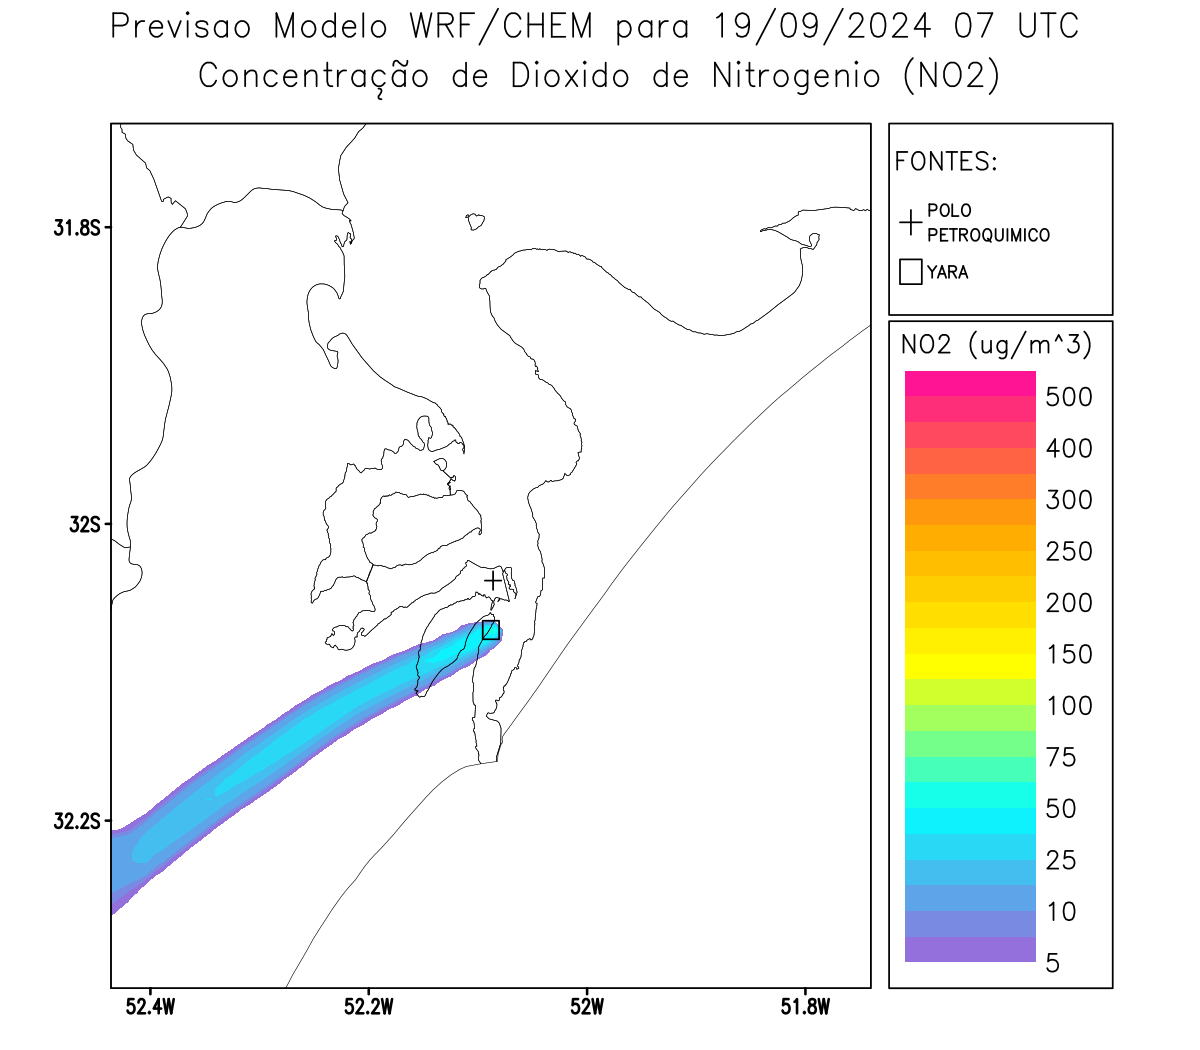 Previsao Modelo WRF/CHEM para 19/09/2024 07 UTC
Concentração de Dioxido de Nitrogenio (NO2)
FONTES:
POLO
PETROQUIMICO
YARA
NO2 (ug/m^3)
500
400
300
250
200
150
100
75
50
25
10
5
31.8S
32S
32.2S
52.4W
52.2W
52W
51.8W